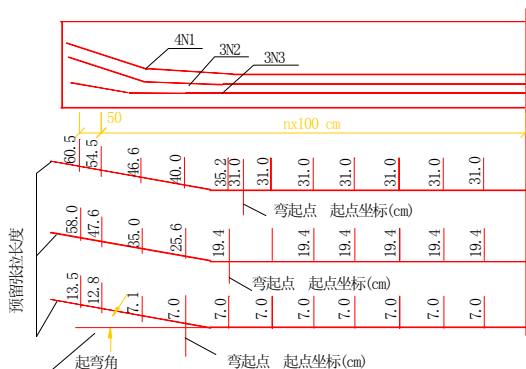 4N1
3N2
3N3
50
nx100 cm
60.5 54.5 46.6 40.0 35.2 31.0 31.0 31.0 31.0 31.0 31.0 31.0
弯起点 起点坐标(cm)
58.0 47.6 35.0 25.6 19.4 19.4 19.4 19.4 19.4 19.4
弯起点 起点坐标(cm)
13.5 12.8 7.1 7.0 7.0 7.0 7.0 7.0 7.0 7.0 7.0
起弯角
弯起点 起点坐标(cm)
预留张拉长度